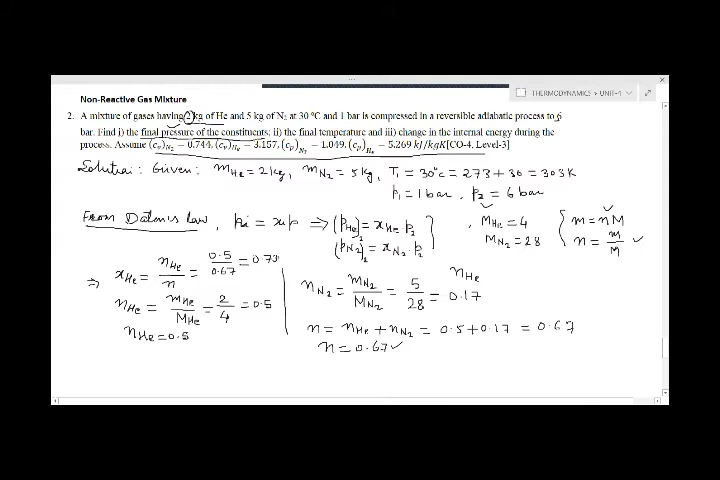 THERMODYNAMICS » UNIT-4
Non-Reactive Gas Mixture
2. A mixture of gases having 2 kg of He and 5 kg of N₂ at 30 °C and 1 bar is compressed in a reversible adiabatic process to 6
bar. Find i) the final pressure of the constituents; ii) the final temperature and iii) change in the internal energy during the
process. Assume (cᵥ)N₂ = 0.744, (cᵥ)He = 3.157, (cₚ)N₂ = 1.049, (cₚ)He = 5.269 kJ/kgK[CO-4. Level-3]
Solution: Given: mHe = 2kg, mN₂ = 5kg, T₁ = 30°C = 273 + 30 = 303K
p₁ = 1 bar, p₂ = 6 bar
From Dalton's law, pi = xi p ⇒ (pHe)₂ = xHe · p₂ , MHe = 4 m = nM
(pN₂)₂ = xN₂ · p₂ MN₂ = 28 n = m/M ✓
⇒ xHe = nHe/n = 0.5/0.67 = 0.73
nHe = mHe/MHe = 2/4 = 0.5
nHe = 0.5
nHe
nN₂ = mN₂/MN₂ = 5/28 = 0.17
n = nHe + nN₂ = 0.5 + 0.17 = 0.67
n = 0.67 ✓